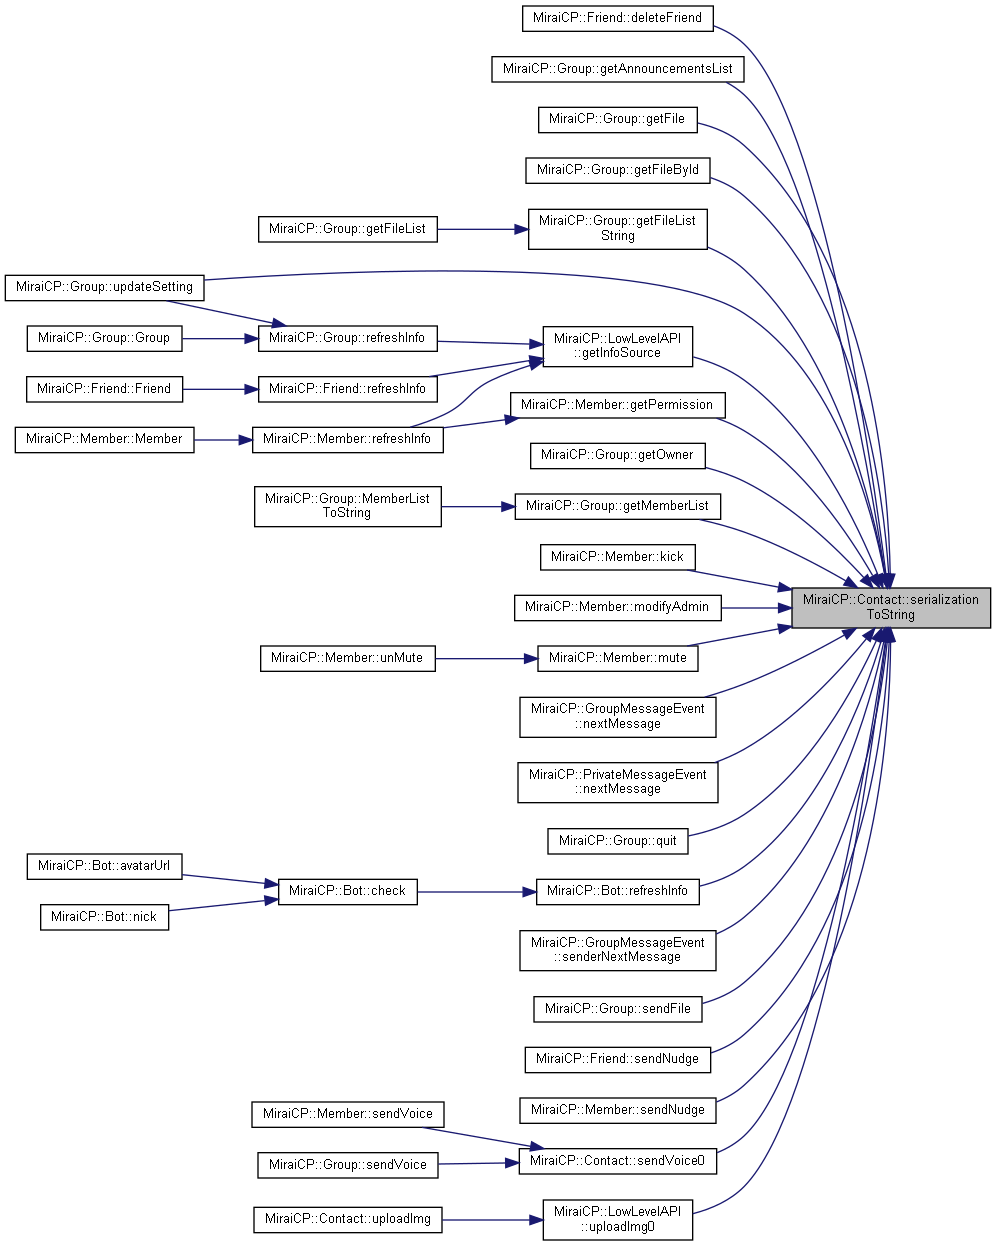 MiraiCP::Friend::deleteFriend
MiraiCP::Group::getAnnouncementsList
MiraiCP::Group::getFile
MiraiCP::Group::getFileById
MiraiCP::Group::getFileList
MiraiCP::Group::getFileList
String
MiraiCP::Group::updateSetting
MiraiCP::Group::Group
MiraiCP::Group::refreshInfo
MiraiCP::LowLevelAPI
::getInfoSource
MiraiCP::Friend::Friend
MiraiCP::Friend::refreshInfo
MiraiCP::Member::getPermission
MiraiCP::Member::Member
MiraiCP::Member::refreshInfo
MiraiCP::Group::getOwner
MiraiCP::Group::MemberList
ToString
MiraiCP::Group::getMemberList
MiraiCP::Member::kick
MiraiCP::Contact::serialization
ToString
MiraiCP::Member::modifyAdmin
MiraiCP::Member::unMute
MiraiCP::Member::mute
MiraiCP::GroupMessageEvent
::nextMessage
MiraiCP::PrivateMessageEvent
::nextMessage
MiraiCP::Group::quit
MiraiCP::Bot::avatarUrl
MiraiCP::Bot::check
MiraiCP::Bot::refreshInfo
MiraiCP::Bot::nick
MiraiCP::GroupMessageEvent
::senderNextMessage
MiraiCP::Group::sendFile
MiraiCP::Friend::sendNudge
MiraiCP::Member::sendNudge
MiraiCP::Member::sendVoice
MiraiCP::Group::sendVoice
MiraiCP::Contact::sendVoice0
MiraiCP::Contact::uploadImg
MiraiCP::LowLevelAPI
::uploadImg0